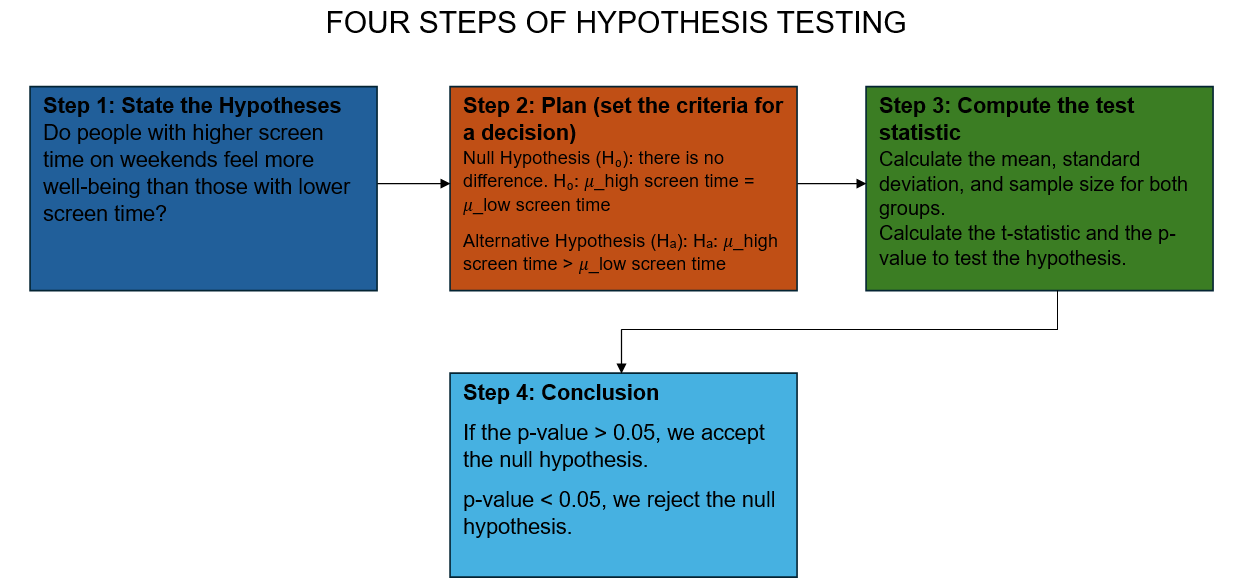 FOUR STEPS OF HYPOTHESIS TESTING
Step 1: State the Hypotheses
Do people with higher screen
time on weekends feel more
well-being than those with lower
screen time?
Step 2: Plan (set the criteria for
a decision)
Null Hypothesis (H₀): there is no
difference. H₀: 𝜇_high screen time =
𝜇_low screen time
Alternative Hypothesis (Hₐ): Hₐ: 𝜇_high
screen time > 𝜇_low screen time
Step 3: Compute the test
statistic
Calculate the mean, standard
deviation, and sample size for both
groups.
Calculate the t-statistic and the p-
value to test the hypothesis.
Step 4: Conclusion
If the p-value > 0.05, we accept
the null hypothesis.
p-value < 0.05, we reject the null
hypothesis.